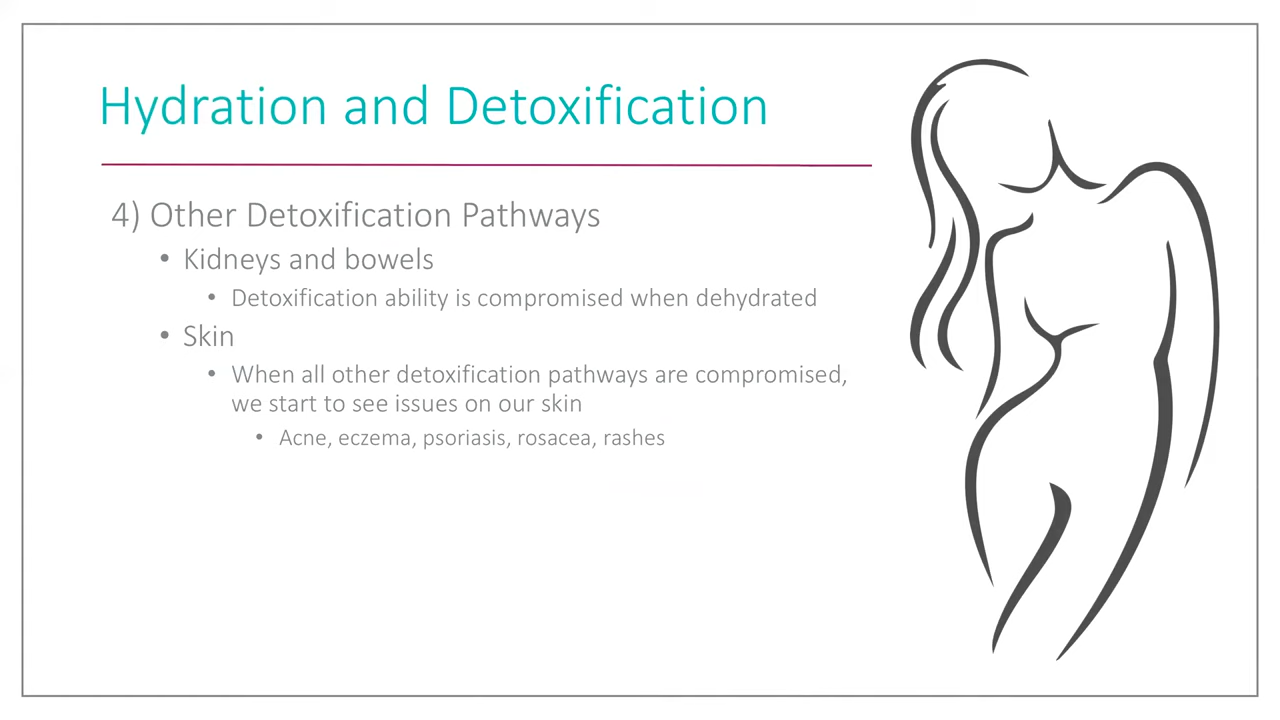 Hydration and Detoxification
4) Other Detoxification Pathways
• Kidneys and bowels
• Detoxification ability is compromised when dehydrated
• Skin
• When all other detoxification pathways are compromised,
we start to see issues on our skin
• Acne, eczema, psoriasis, rosacea, rashes